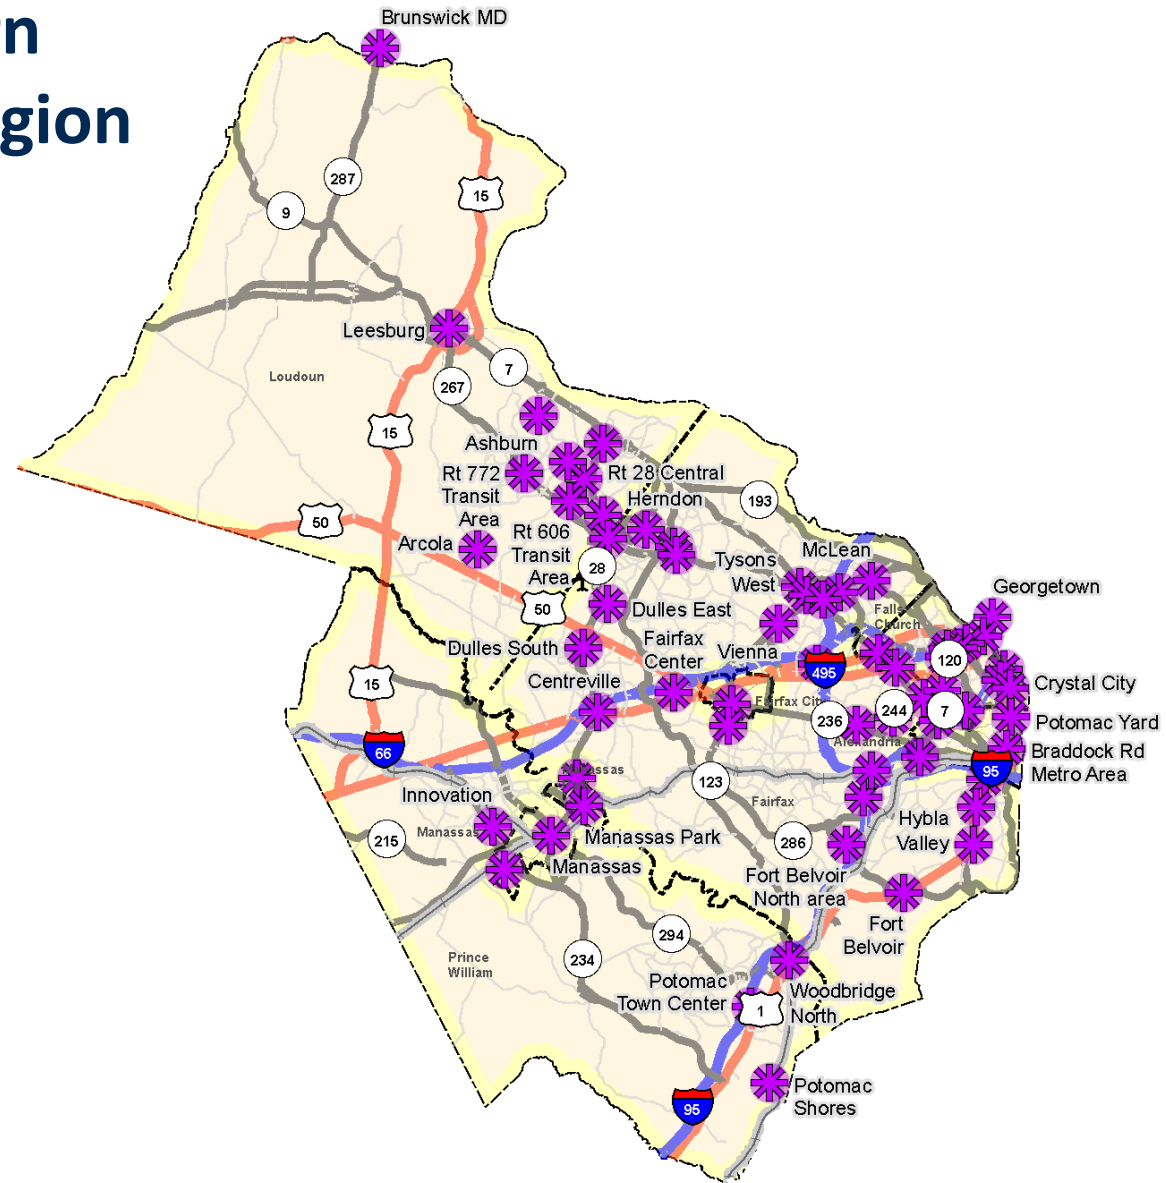 n
gion
Brunswick MD
287
9
15
Leesburg
7
267
Loudoun
15
Ashburn
Rt 772
Transit
Area
Rt 28 Central
Herndon
193
50
Arcola
Rt 606
Transit
Area
28
McLean
Tysons
West
Georgetown
50
Dulles East
Falls
Church
Dulles South
Fairfax
Center
Vienna
120
495
15
Centreville
Fairfax City
Crystal City
236
244
7
Potomac Yard
Alexandria
66
Braddock Rd
Metro Area
95
123
Innovation
Fairfax
Hybla
Valley
215
Manassas
Manassas Park
286
Manassas
Fort Belvoir
North area
Fort
Belvoir
294
234
Prince
William
Potomac
Town Center
Woodbridge
North
1
Potomac
Shores
95